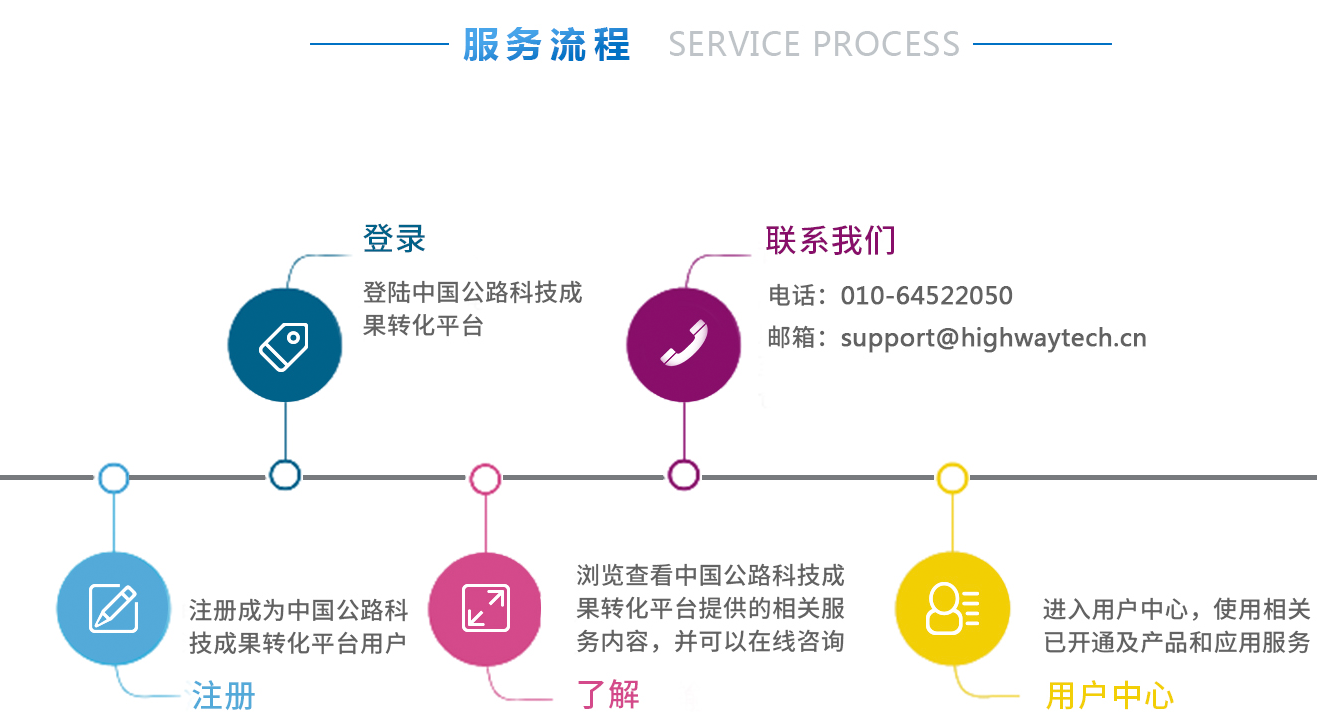 服务流程 SERVICE PROCESS
登录
登陆中国公路科技成
果转化平台
联系我们
电话：010-64522050
邮箱：support@highwaytech.cn
注册成为中国公路科
技成果转化平台用户
注册
浏览查看中国公路科技成
果转化平台提供的相关服
务内容，并可以在线咨询
了解
进入用户中心，使用相关
已开通及产品和应用服务
用户中心